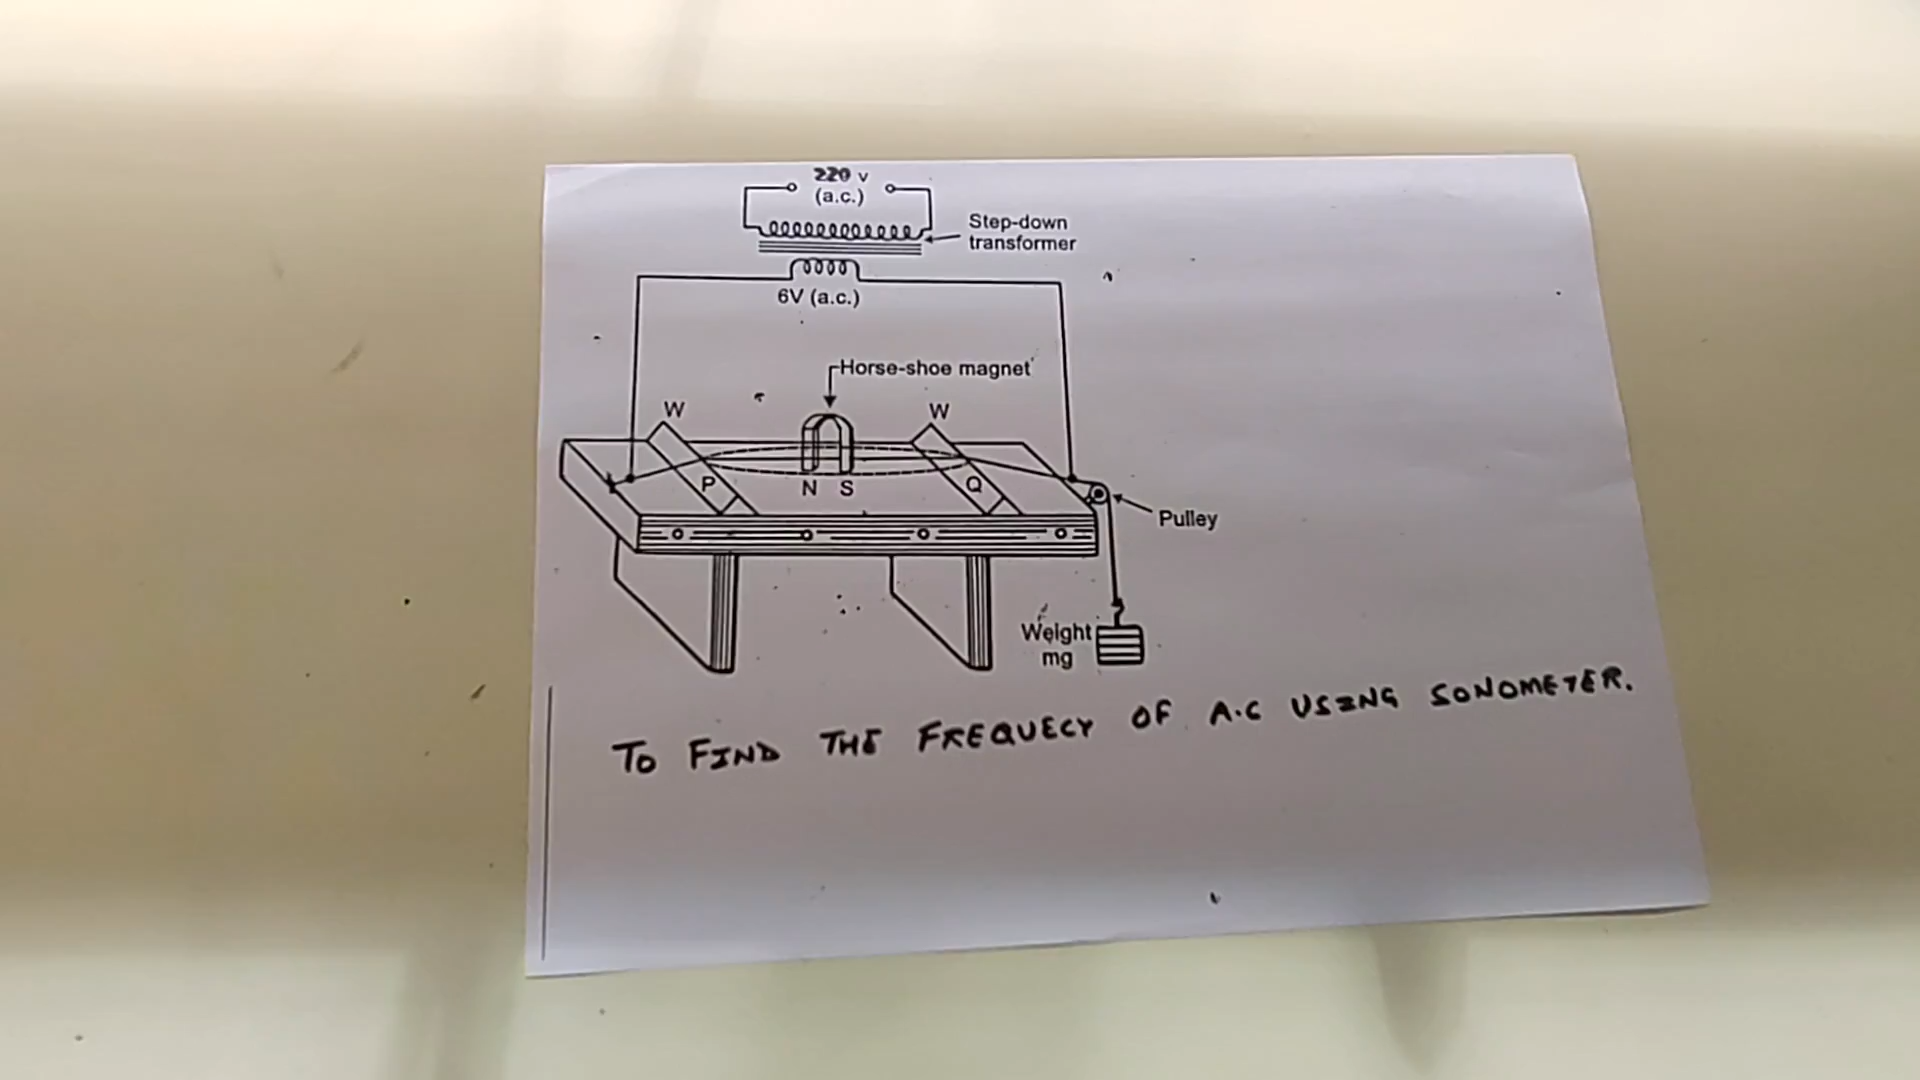 220 V
(a.c.)
Step-down
transformer
6V (a.c.)
Horse-shoe magnet
W
W
P
N
S
Q
Pulley
Weight
mg
TO FIND THE FREQUECY OF A.C USING SONOMETER.